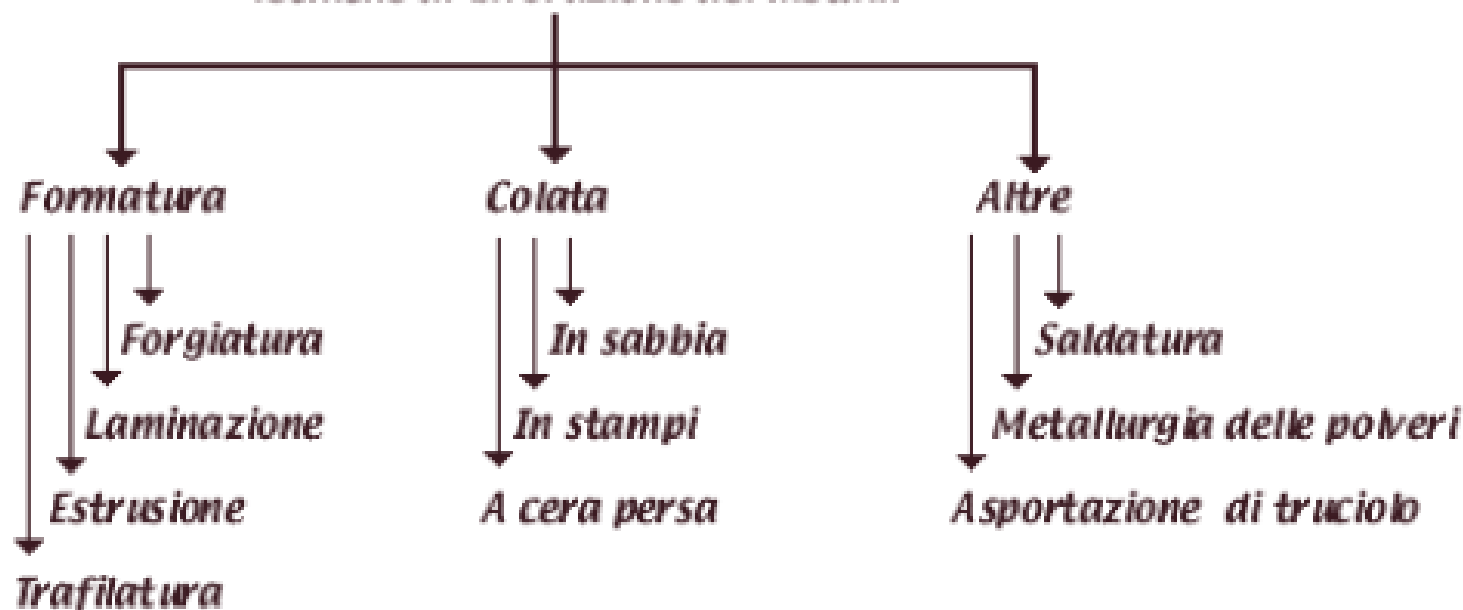 Formatura
Colata
Altre
Forgiatura
In sabbia
Saldatura
Laminazione
In stampi
Metallurgia delle polveri
Estrusione
A cera persa
Asportazione di truciolo
Trafilatura